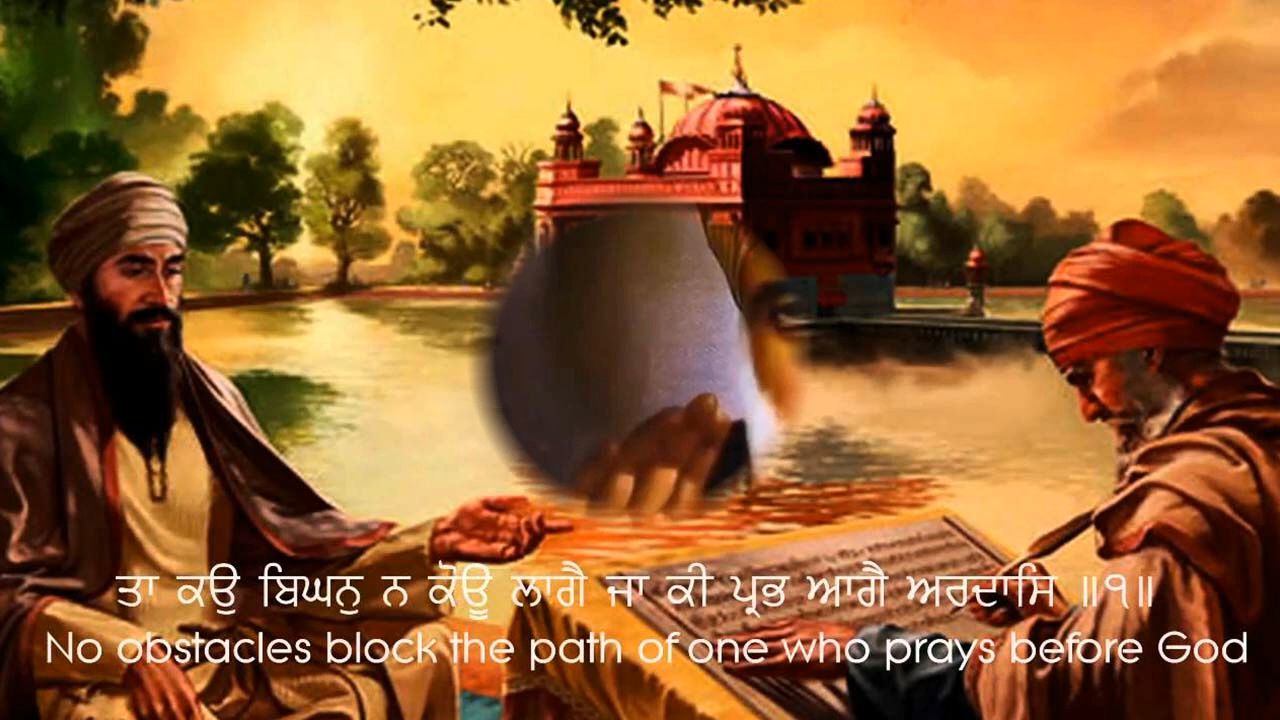 ਤਾ ਕਉ ਬਿਘਨੁ ਨ ਕੋਊ ਲਾਗੈ ਜਾ ਕੀ ਪ੍ਰਭ ਆਗੈ ਅਰਦਾਸਿ ॥੧॥
No obstacles block the path of one who prays before God